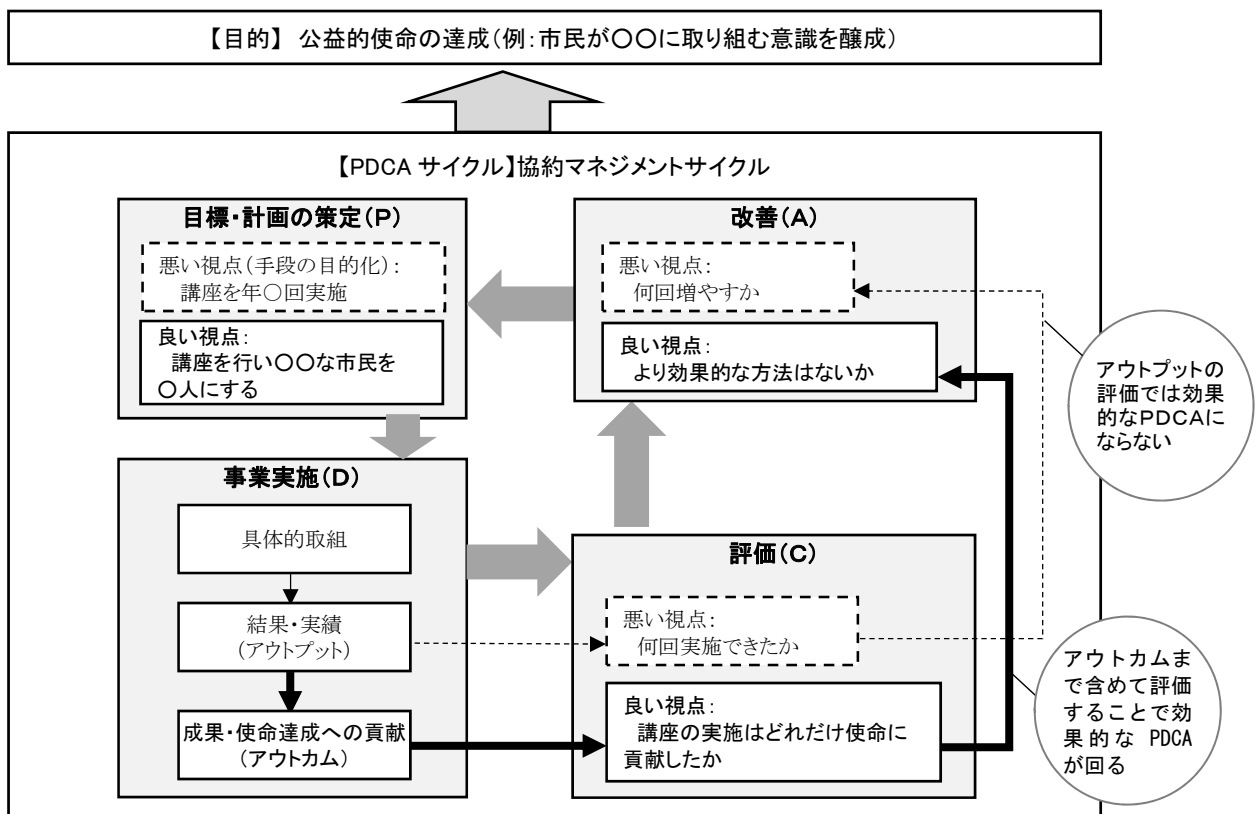 【目的】 公益的使命の達成(例:市民が〇〇に取り組む意識を醸成)
【PDCA サイクル】協約マネジメントサイクル
目標・計画の策定(P)
悪い視点(手段の目的化):
講座を年〇回実施
良い視点:
講座を行い〇〇な市民を
〇人にする
改善(A)
悪い視点:
何回増やすか
良い視点:
より効果的な方法はないか
アウトプットの
評価では効果
的なPDCAに
ならない
事業実施(D)
具体的取組
結果・実績
(アウトプット)
成果・使命達成への貢献
(アウトカム)
評価(C)
悪い視点:
何回実施できたか
良い視点:
講座の実施はどれだけ使命に
貢献したか
アウトカムま
で含めて評価
することで効
果的な PDCA
が回る